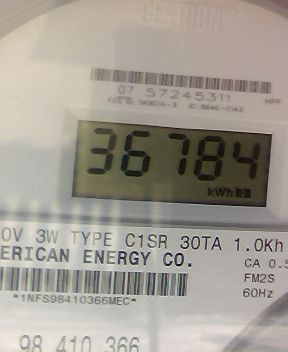 07 57245311
36784
kWh
0V 3W TYPE C1SR 30TA 1.0Kh
ERICAN ENERGY CO.
CA 0.5
FM2S
*1NFS98410366MEC*
60Hz
98 410 366